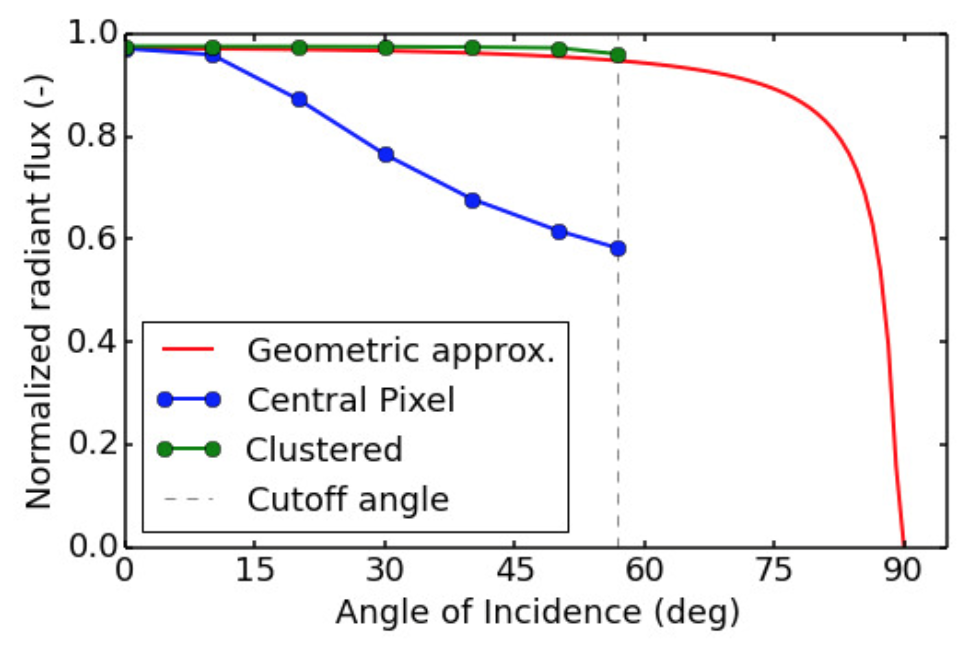 Normalized radiant flux (-)
1.0
0.8
0.6
0.4
0.2
0.0
Geometric approx.
Central Pixel
Clustered
Cutoff angle
0 15 30 45 60 75 90
Angle of Incidence (deg)